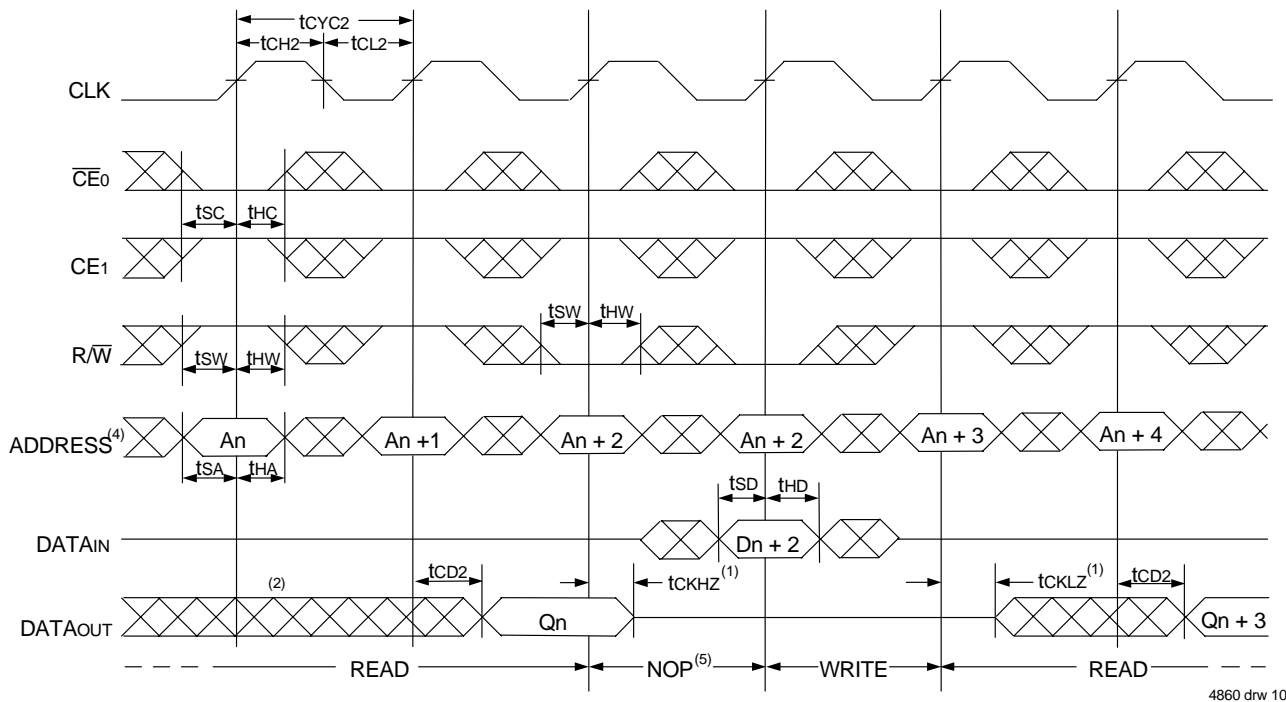 tCYC2
tCH2 tCL2
CLK
CE0
tSC tHC
CE1
tSW tHW
R/W
tSW tHW
ADDRESS(4) An An +1 An + 2 An + 2 An + 3 An + 4
tSA tHA
tSD tHD
DATAIN Dn + 2
(2) tCD2 tCKHZ(1) tCKLZ(1) tCD2
DATAOUT Qn Qn + 3
READ NOP(5) WRITE READ
4860 drw 10